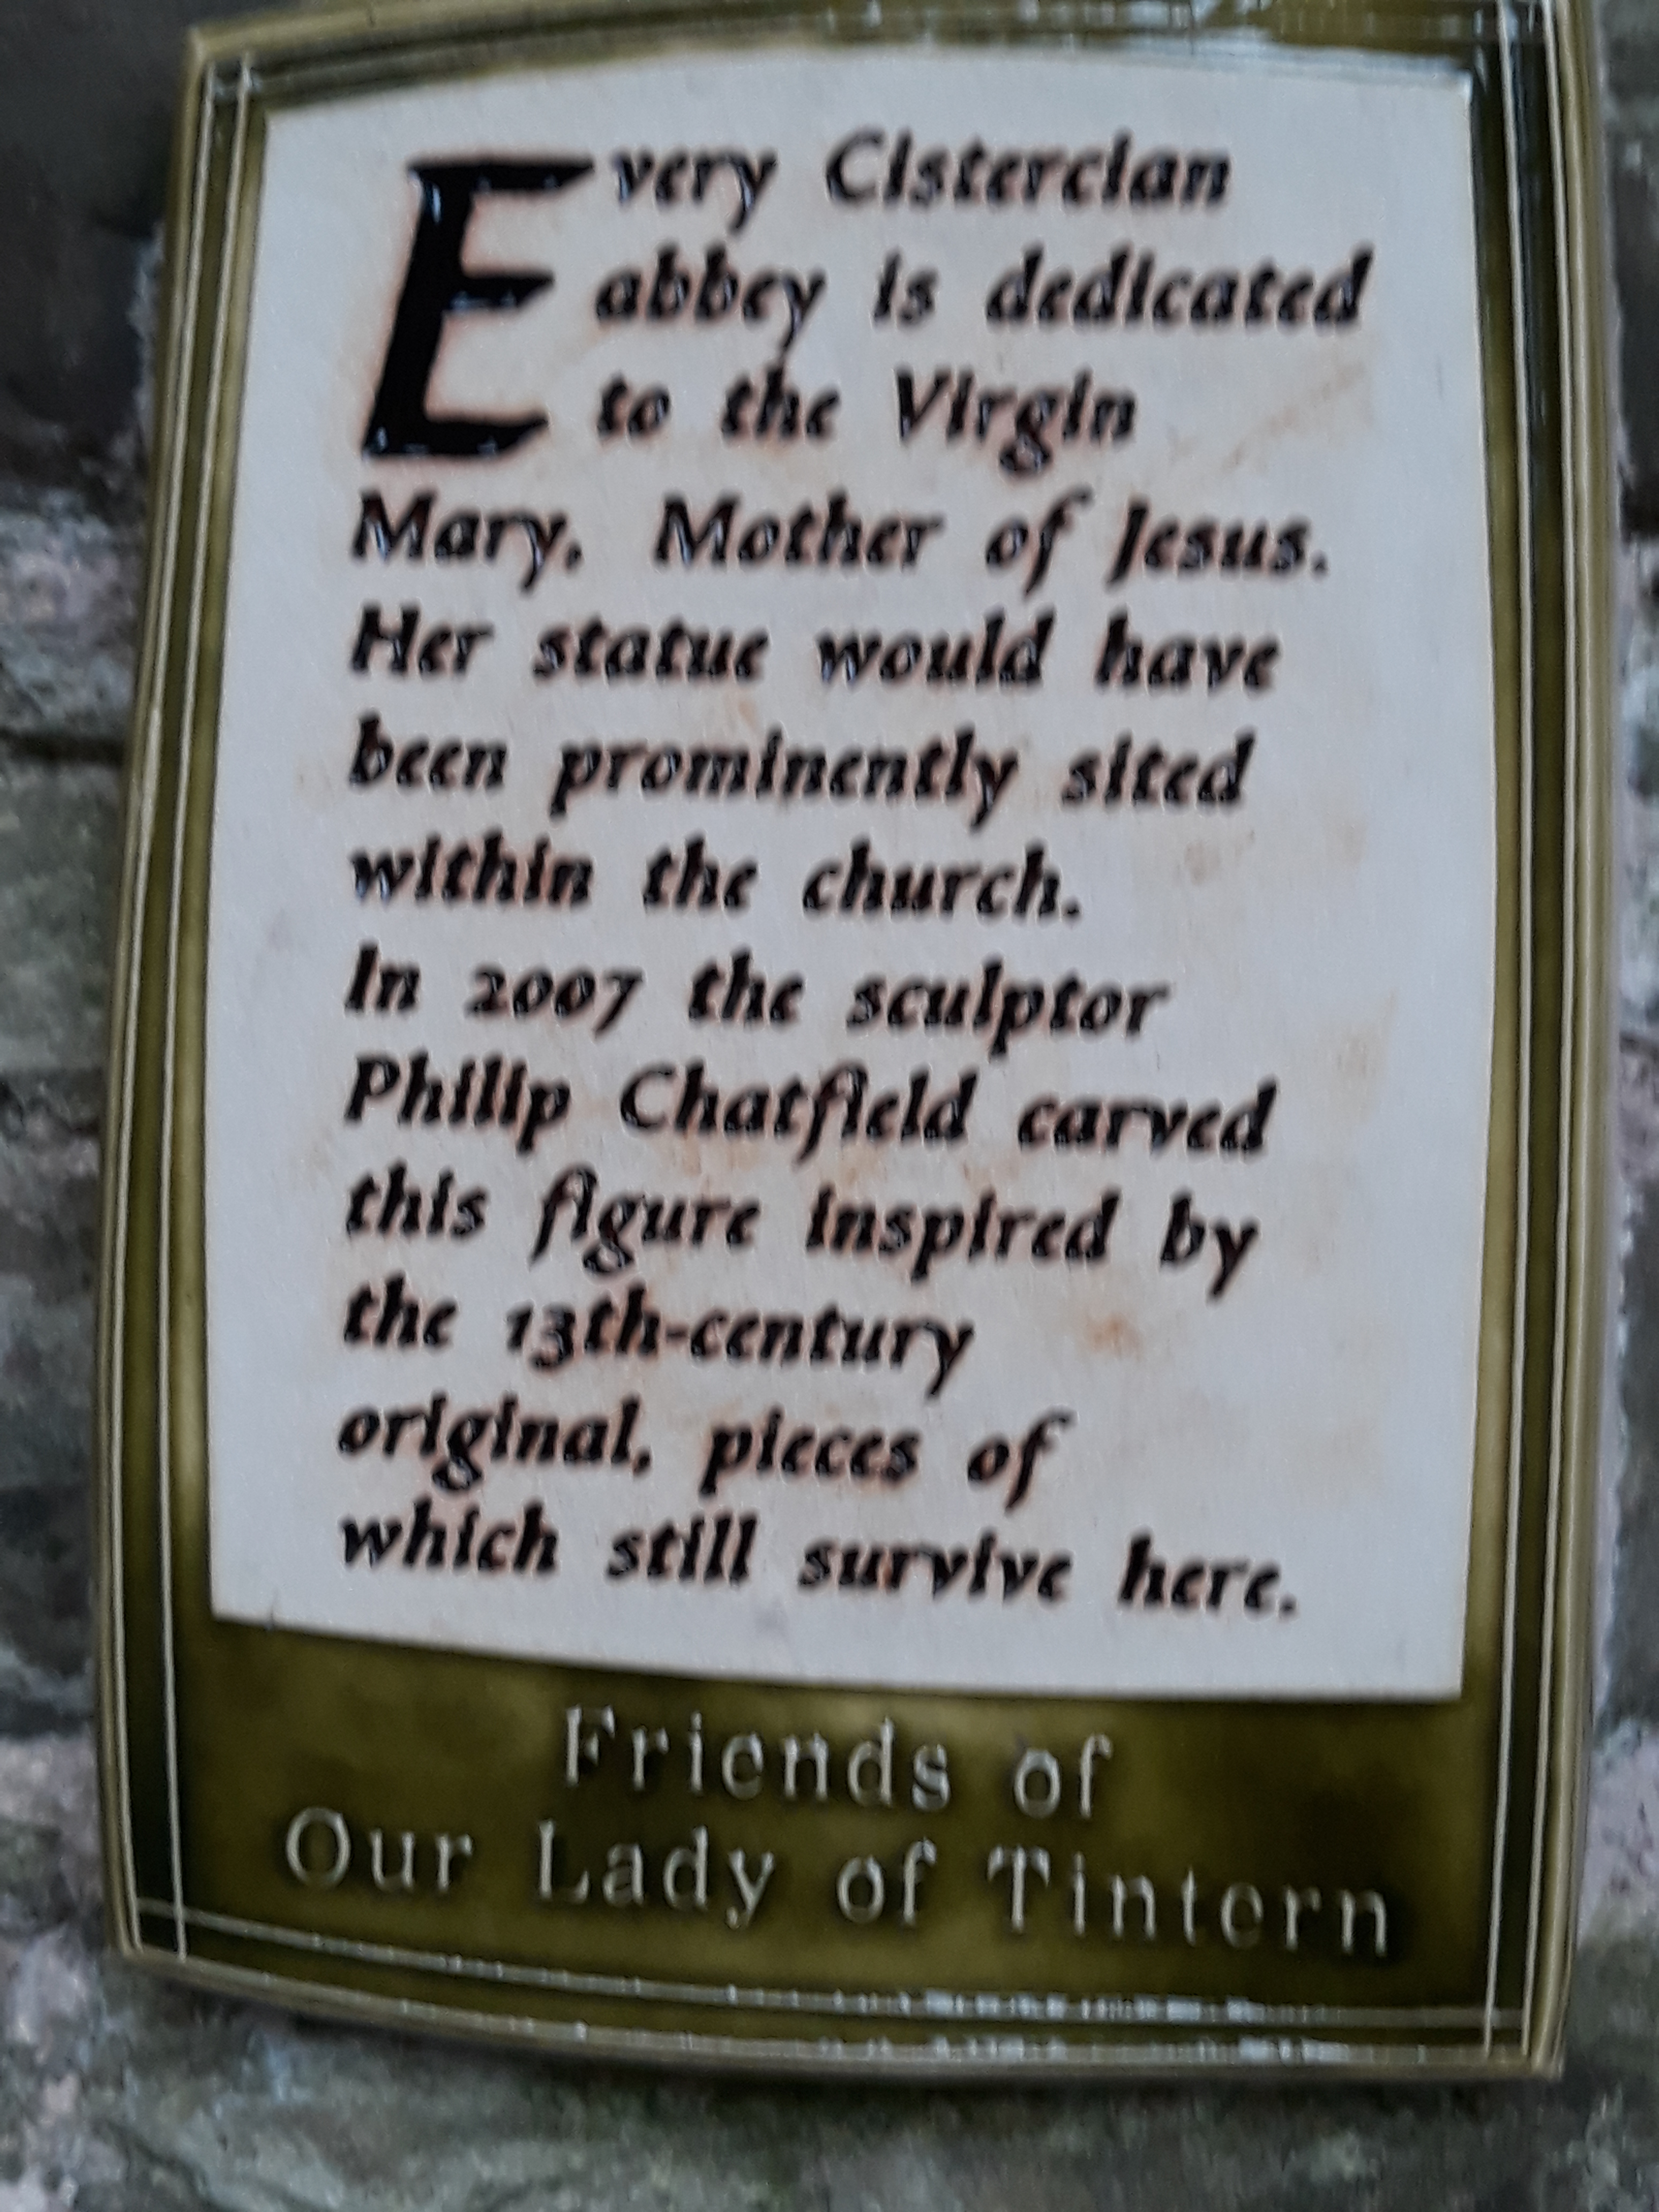 Every Cistercian
abbey is dedicated
to the Virgin
Mary, Mother of Jesus.
Her statue would have
been prominently sited
within the church.
In 2007 the sculptor
Philip Chatfield carved
this figure inspired by
the 13th-century
original, pieces of
which still survive here.
Friends of
Our Lady of Tintern